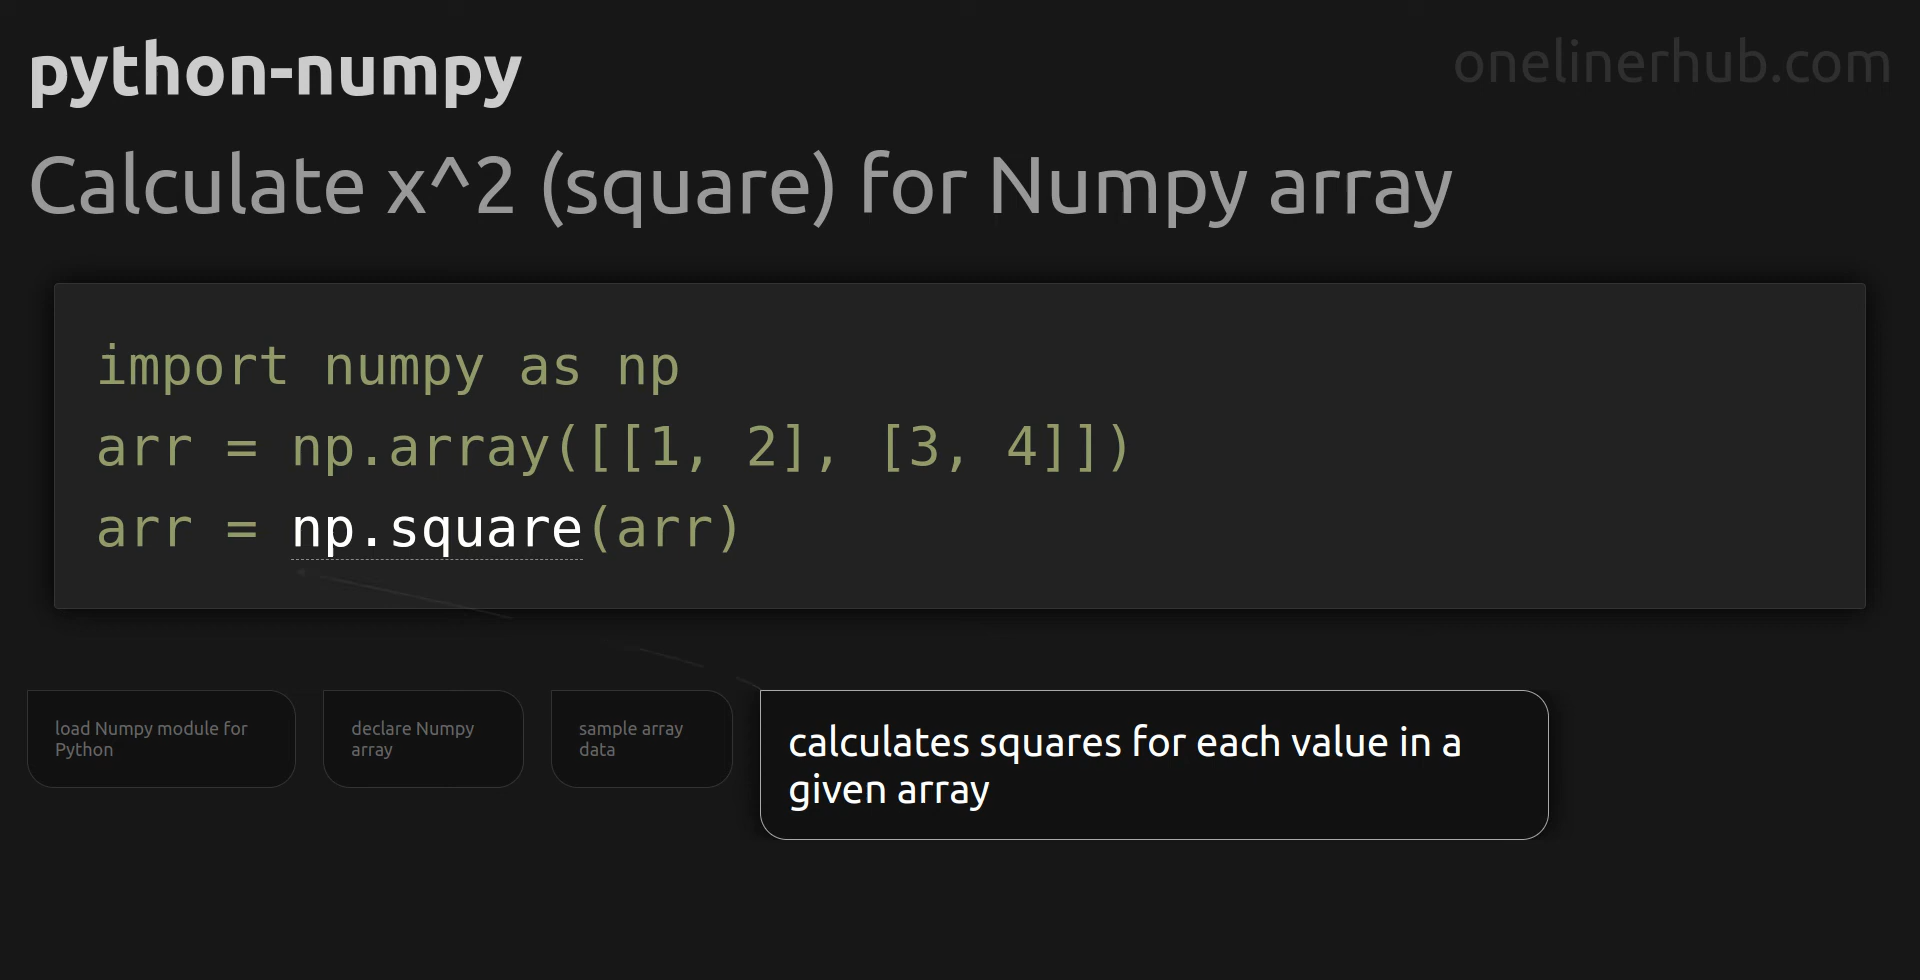 python-numpy
onelinerhub.com
Calculate x^2 (square) for Numpy array
import numpy as np
arr = np.array([[1, 2], [3, 4]])
arr = np.square(arr)
load Numpy module for
Python
declare Numpy
array
sample array
data
calculates squares for each value in a
given array